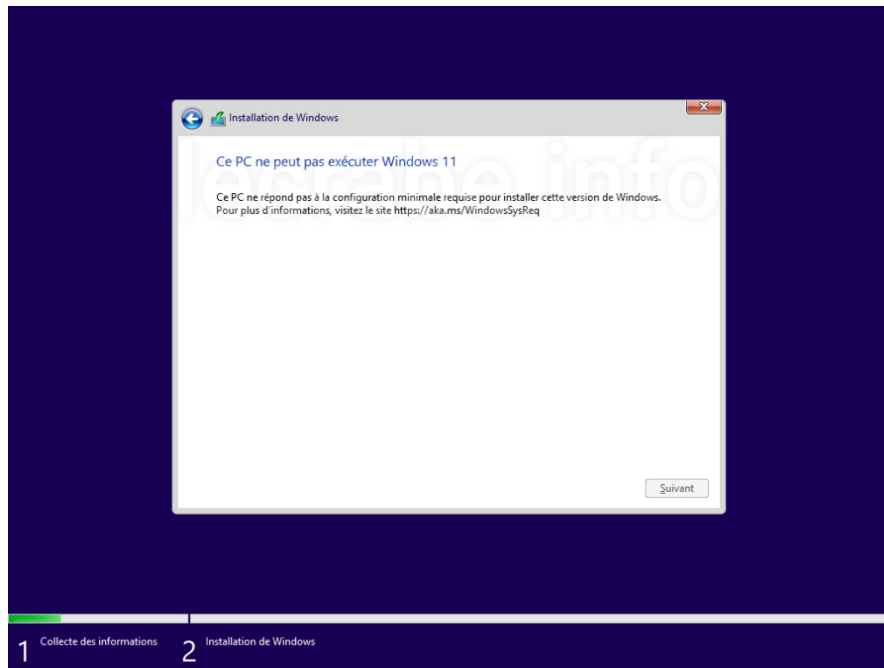 Installation de Windows
Ce PC ne peut pas exécuter Windows 11
lecrabe info
Ce PC ne répond pas à la configuration minimale requise pour installer cette version de Windows.
Pour plus d'informations, visitez le site https://aka.ms/WindowsSysReq
Suivant
1 Collecte des informations 2 Installation de Windows